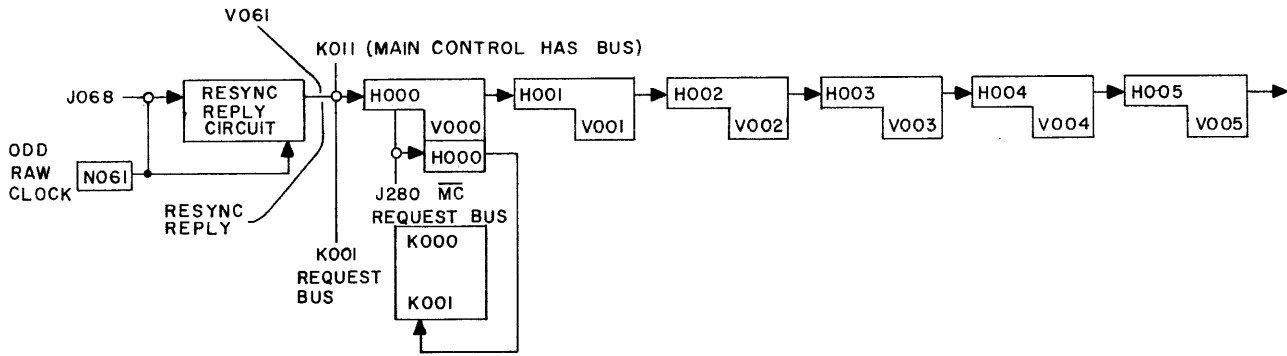 V061
K011 (MAIN CONTROL HAS BUS)
J068
RESYNC
REPLY
CIRCUIT
H000
V000
H001
V001
H002
V002
H003
V003
H004
V004
H005
V005
H000
ODD
RAW
CLOCK
N061
RESYNC
REPLY
J280 MC
REQUEST BUS
K001
REQUEST
BUS
K000
K001